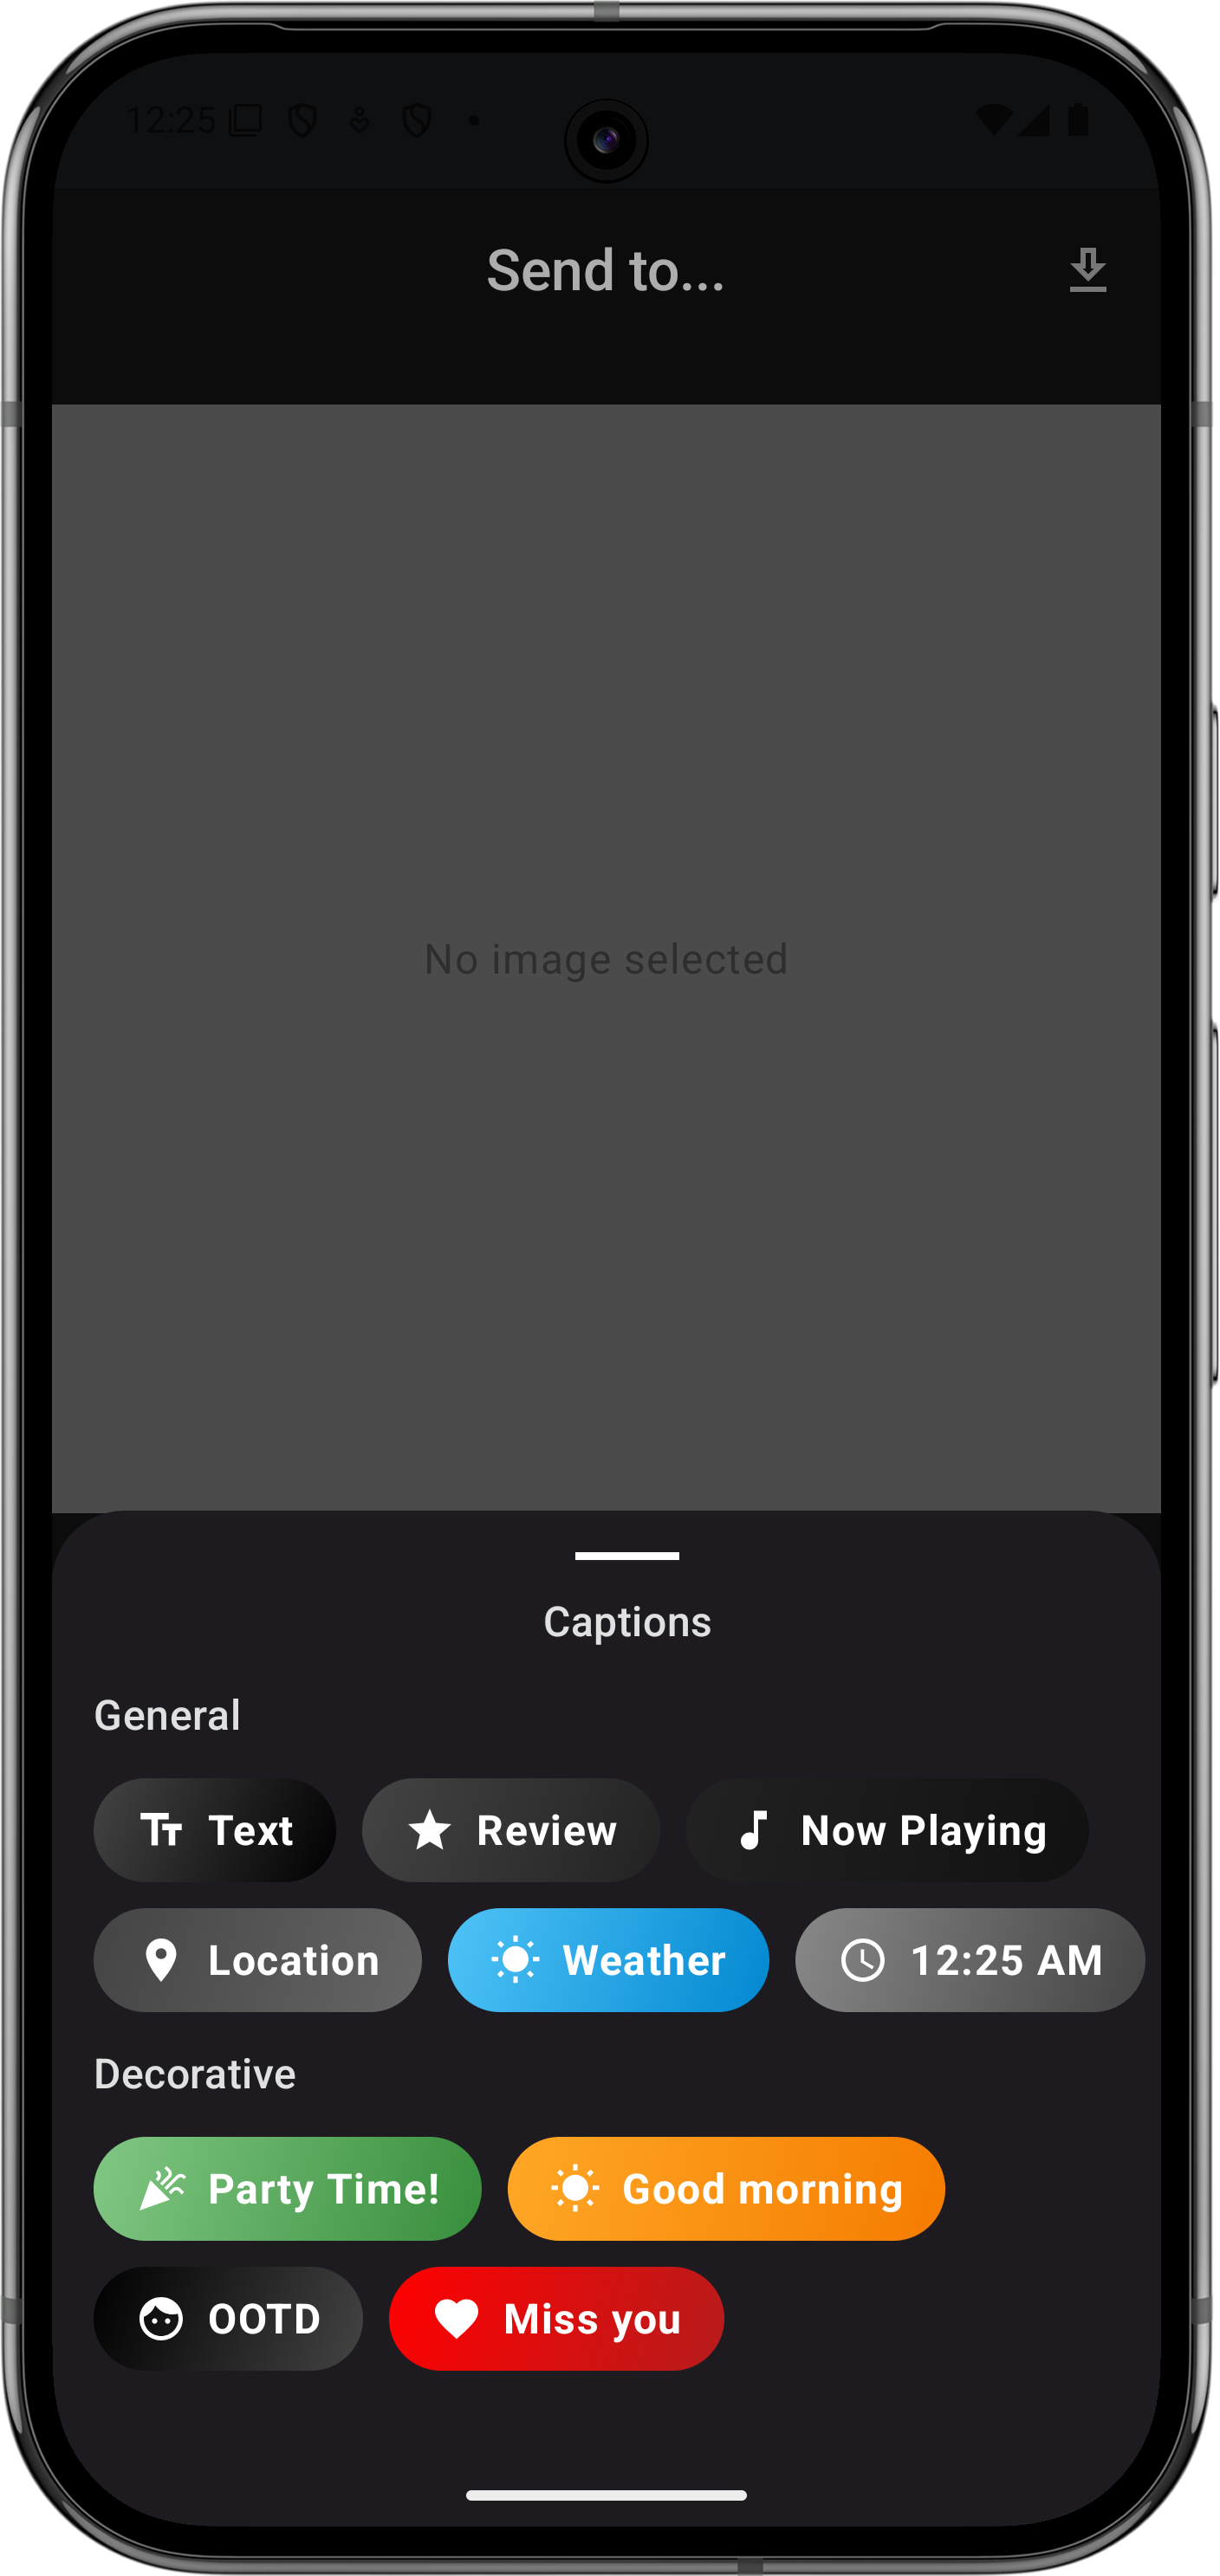 12:25
Send to...
No image selected
Captions
General
Text Review Now Playing
Location Weather 12:25 AM
Decorative
Party Time! Good morning
OOTD Miss you